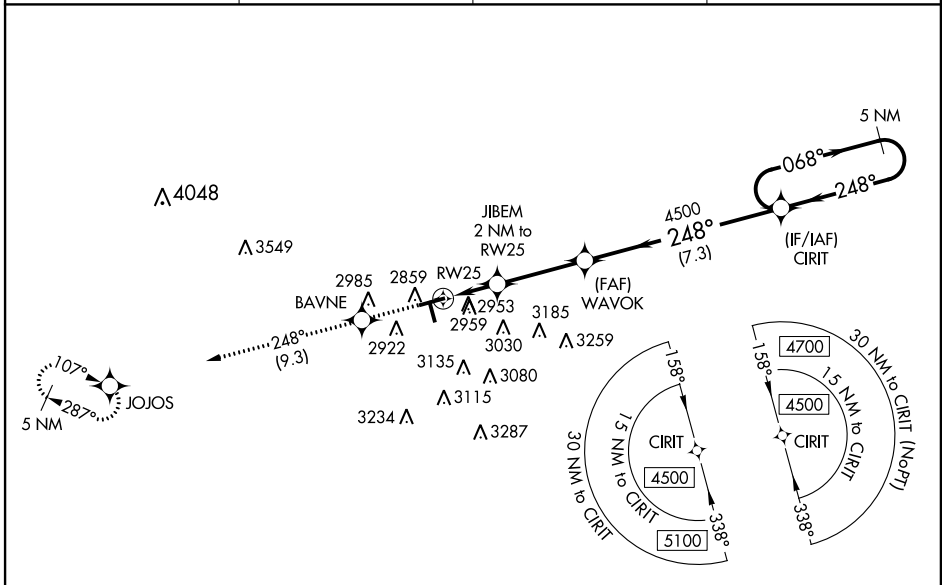 5 NM
068°
248°
4048
JIBEM
2 NM to
RW25
4500
248°
(7.3)
(IF/IAF)
CIRIT
3549
2985
2859
RW25
(FAF)
WAVOK
BAVNE
2953
2959
3185
2922
3030
3259
248°
(9.3)
3135
3080
107°
JOJOS
287°
5 NM
3115
3234
3287
158°
CIRIT
4500
15 NM to CIRIT
30 NM to CIRIT
5100
338°
158°
4700
4500
CIRIT
15 NM to CIRIT
30 NM to CIRIT (NoPT)
338°